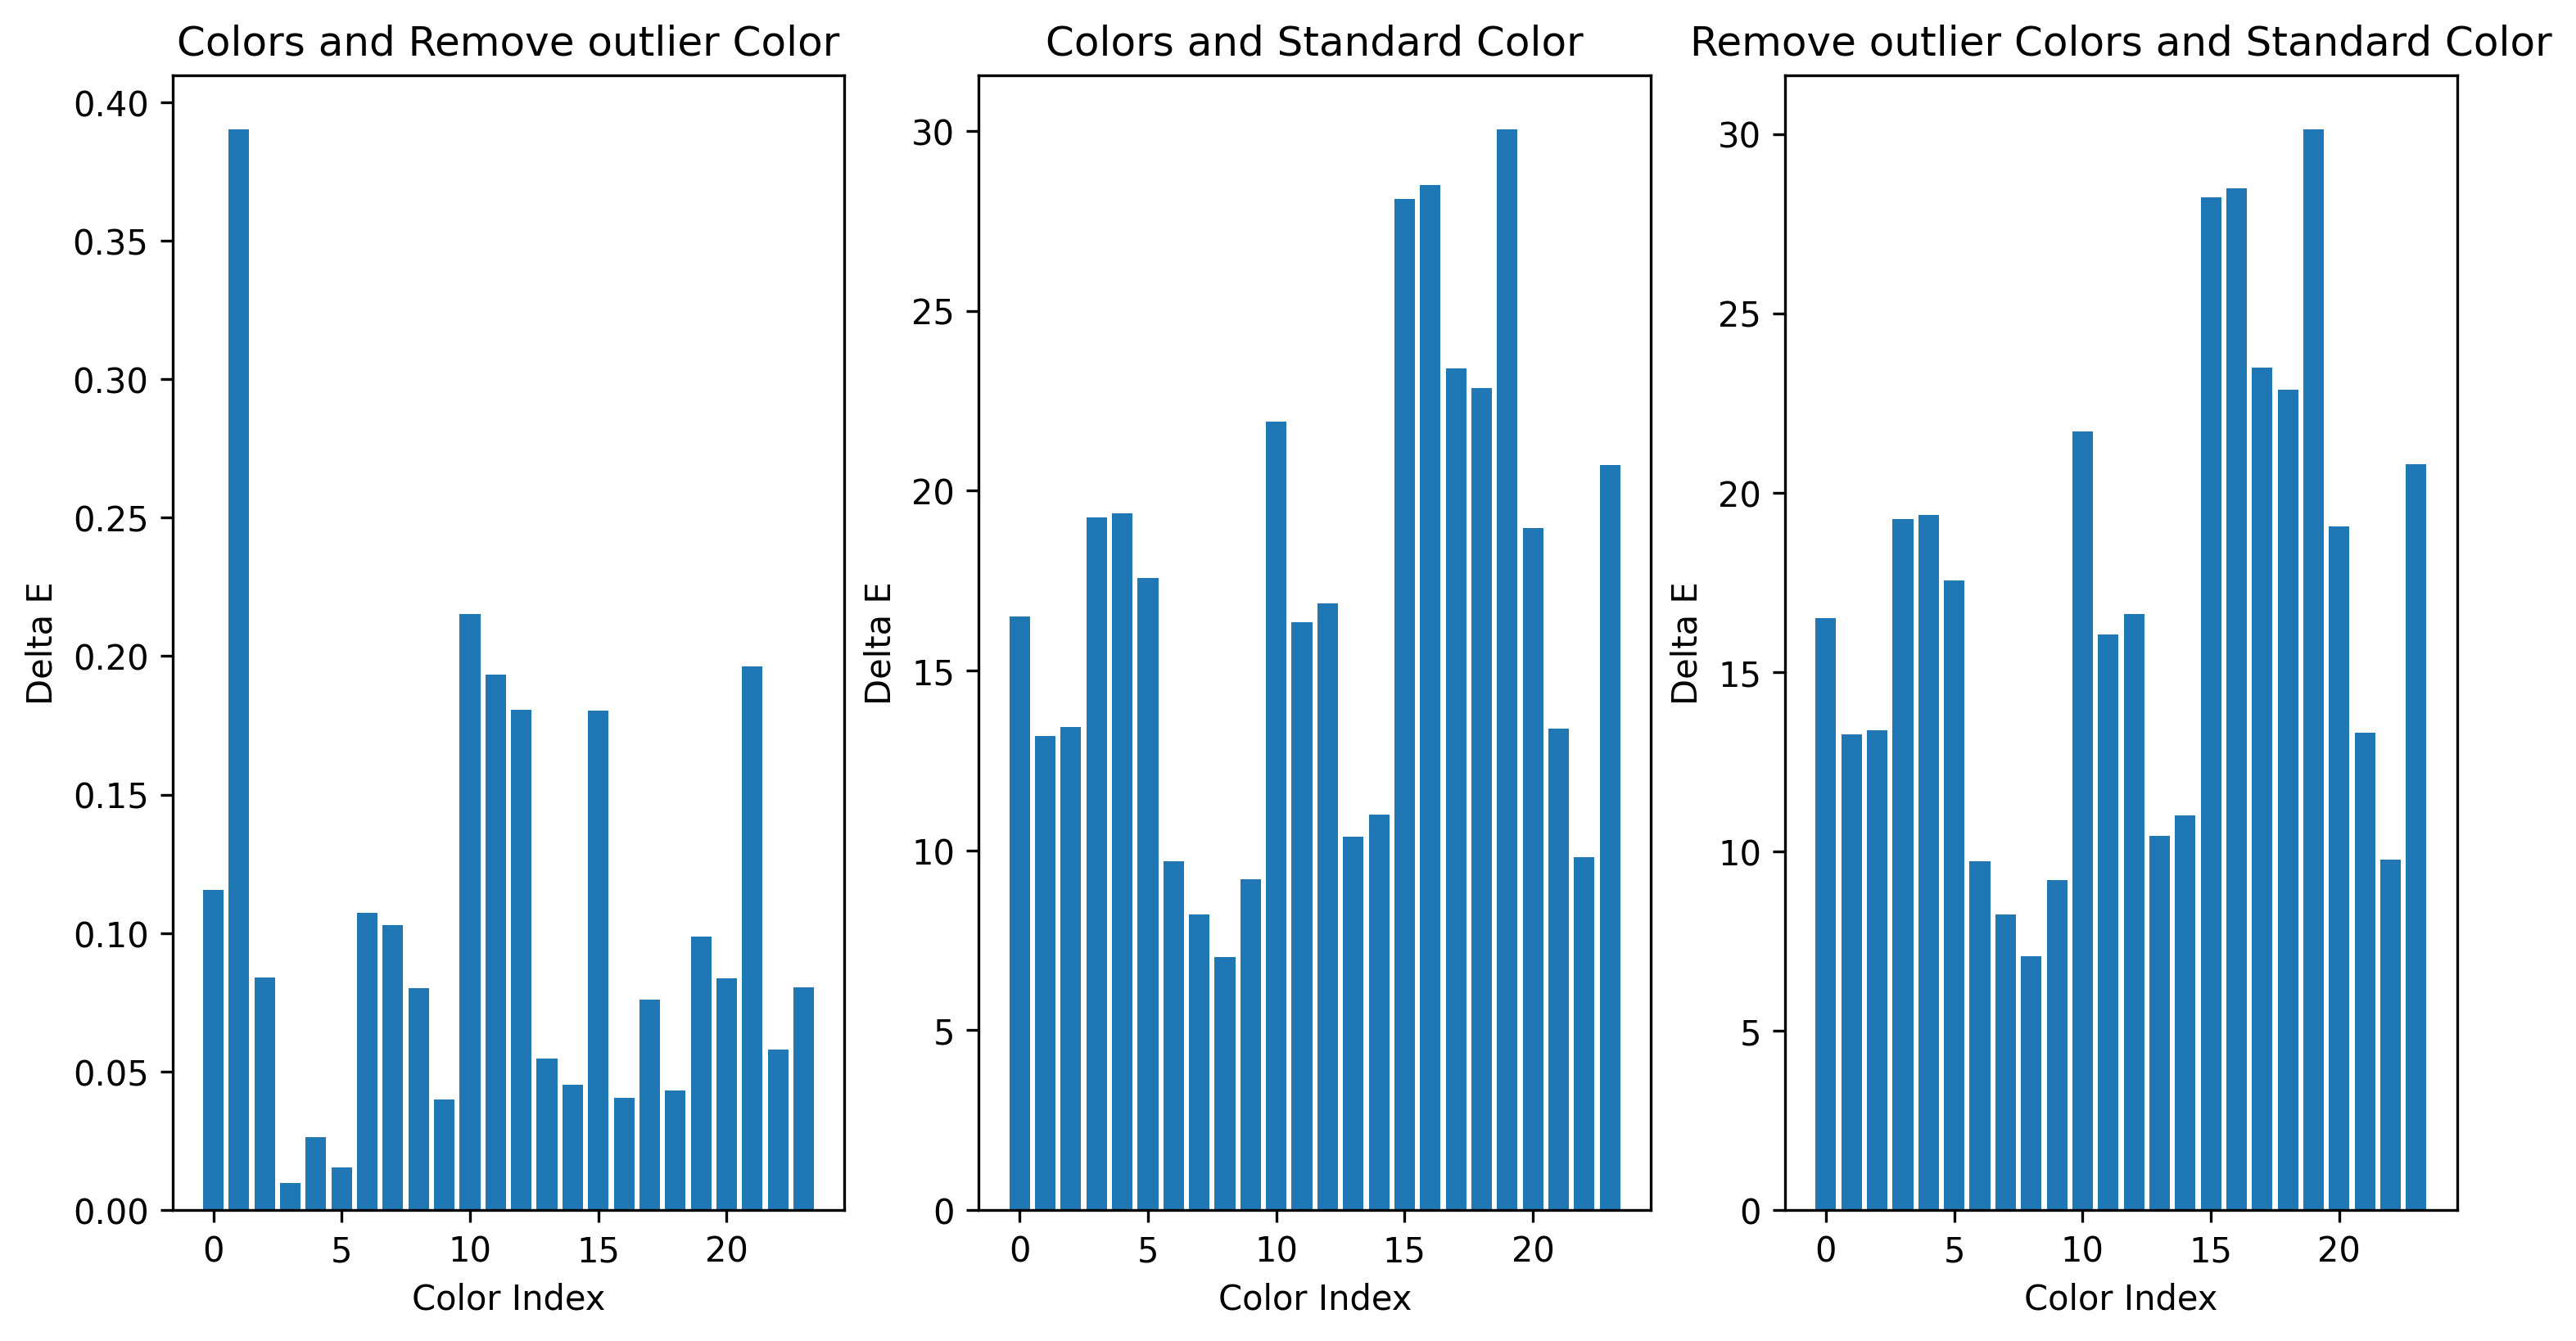 Colors and Remove outlier Color
0.40
0.35
0.30
0.25
0.20
0.15
0.10
0.05
0.00
Delta E
0 5 10 15 20
Color Index
Colors and Standard Color
30
25
20
15
10
5
0
Delta E
0 5 10 15 20
Color Index
Remove outlier Colors and Standard Color
30
25
20
15
10
5
0
Delta E
0 5 10 15 20
Color Index